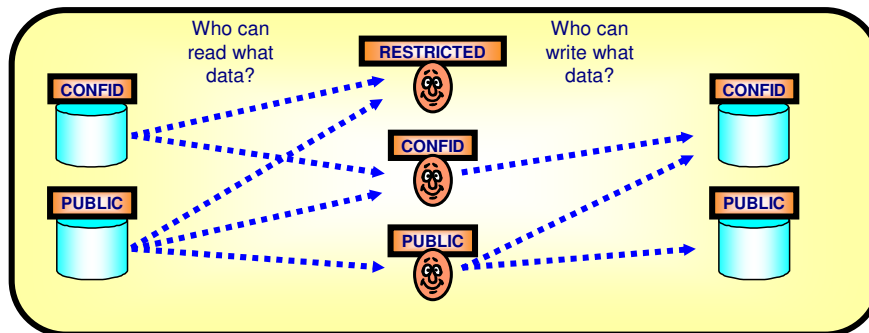 Who can
read what
data?
RESTRICTED
Who can
write what
data?
CONFID
CONFID
CONFID
PUBLIC
PUBLIC
PUBLIC